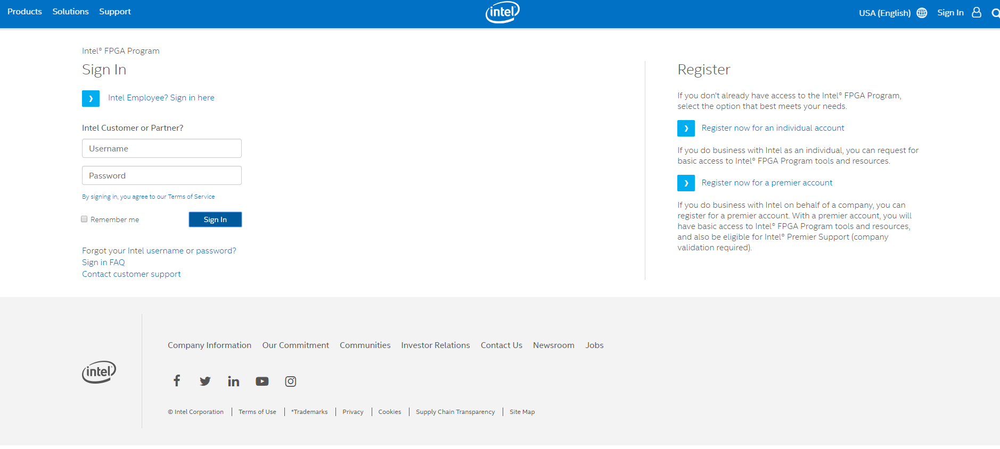 Products Solutions Support
intel
USA (English) Sign In
Intel® FPGA Program
Sign In
Intel Employee? Sign in here
Intel Customer or Partner?
Username
Password
By signing in, you agree to our Terms of Service
Remember me
Sign In
Forgot your Intel username or password?
Sign in FAQ
Contact customer support
Register
If you don't already have access to the Intel® FPGA Program,
select the option that best meets your needs.
Register now for an individual account
If you do business with Intel as an individual, you can request for
basic access to Intel® FPGA Program tools and resources.
Register now for a premier account
If you do business with Intel on behalf of a company, you can
register for a premier account. With a premier account, you will
have basic access to Intel® FPGA Program tools and resources,
and also be eligible for Intel® Premier Support (company
validation required).
intel
Company Information Our Commitment Communities Investor Relations Contact Us Newsroom Jobs
© Intel Corporation | Terms of Use | *Trademarks | Privacy | Cookies | Supply Chain Transparency | Site Map